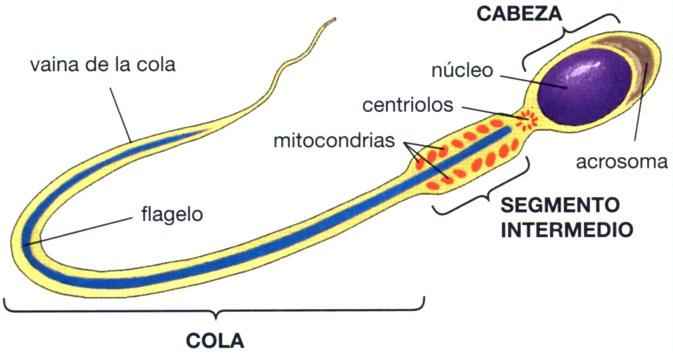 CABEZA
vaina de la cola
núcleo
centriolos
mitocondrias
acrosoma
SEGMENTO
INTERMEDIO
flagelo
COLA